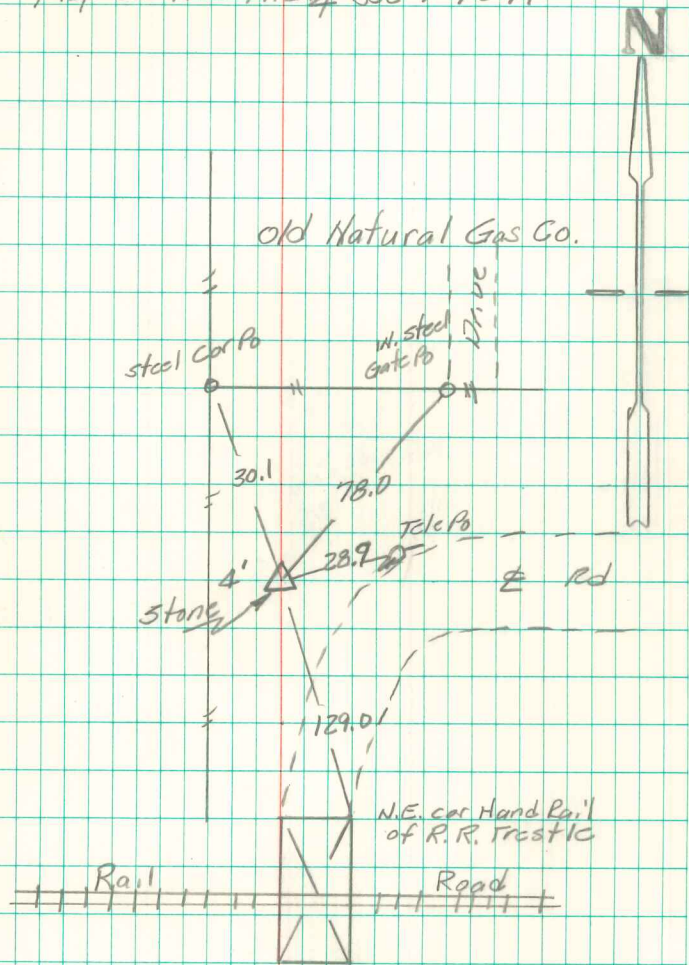 N
old Natural Gas Co.
Drive
steel Cor Po
W. steel
Gate Po
30.1
78.0
Tele Po
28.9
4'
Stone
℄ Rd
129.0
N.E. cor Hand Rail
of R.R. Trestle
Rail Road